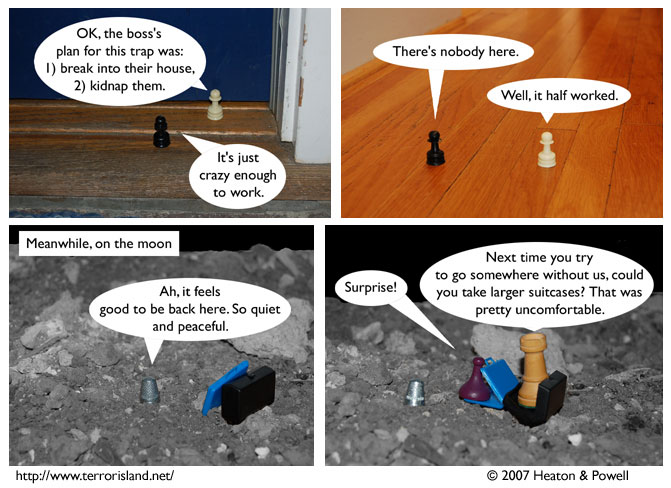 OK, the boss's
plan for this trap was:
1) break into their house,
2) kidnap them.
It's just
crazy enough
to work.
There's nobody here.
Well, it half worked.
Meanwhile, on the moon
Ah, it feels
good to be back here. So quiet
and peaceful.
Surprise!
Next time you try
to go somewhere without us, could
you take larger suitcases? That was
pretty uncomfortable.
http://www.terrorisland.net/
© 2007 Heaton & Powell